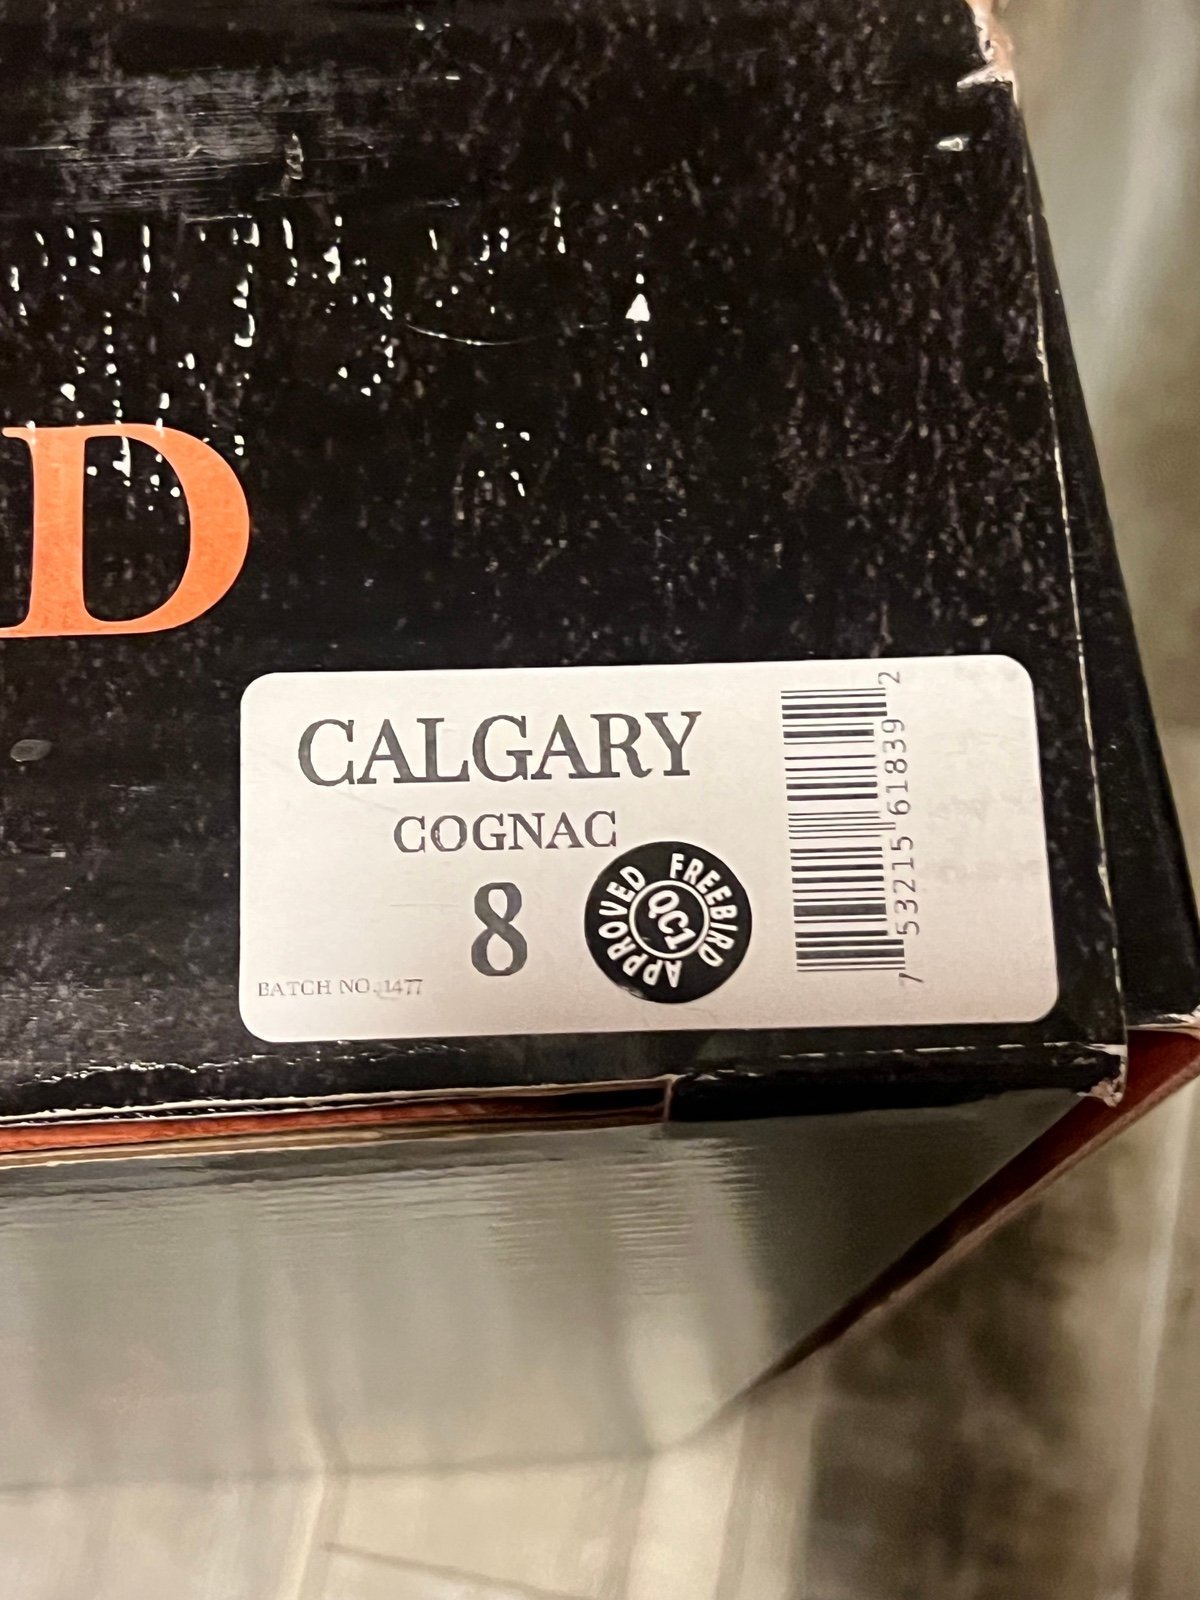 D
CALGARY
COGNAC
8
APPROVED FREEBIRD
QC1
BATCH NO. 1477
7 53215 61839 2